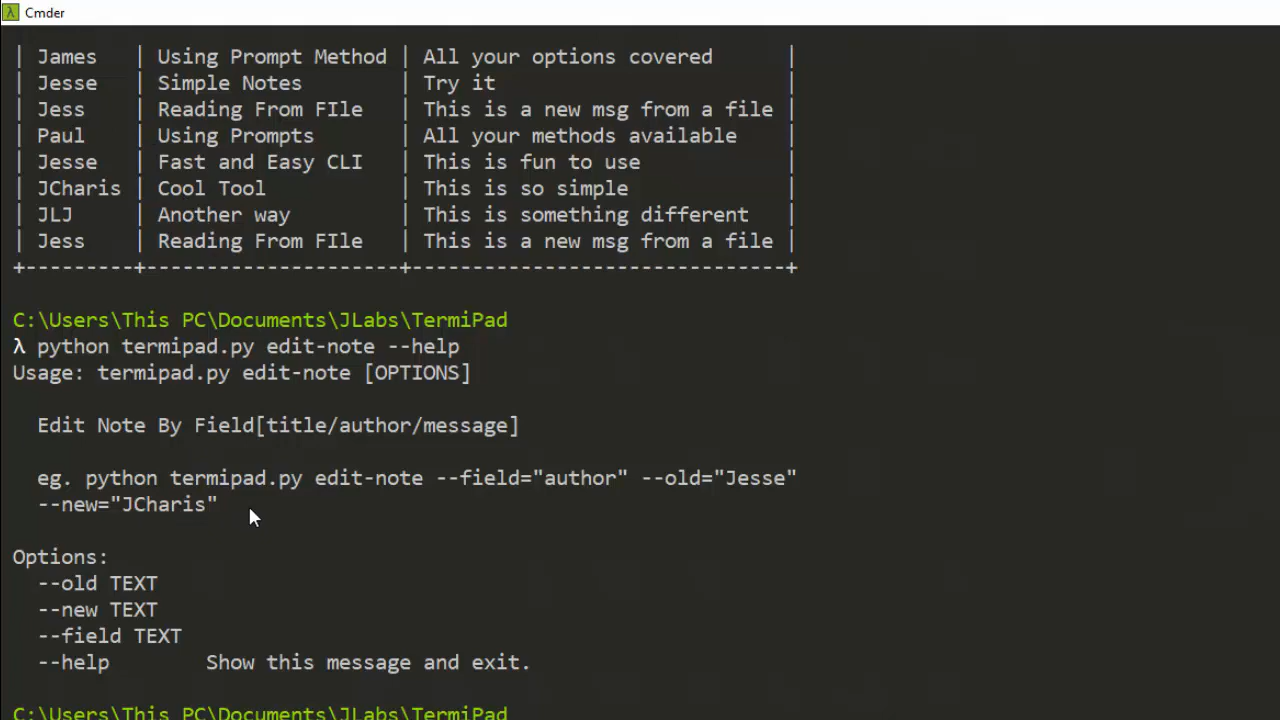 Cmder
| James | Using Prompt Method | All your options covered |
| Jesse | Simple Notes | Try it |
| Jess | Reading From FIle | This is a new msg from a file |
| Paul | Using Prompts | All your methods available |
| Jesse | Fast and Easy CLI | This is fun to use |
| JCharis | Cool Tool | This is so simple |
| JLJ | Another way | This is something different |
| Jess | Reading From FIle | This is a new msg from a file |
+---------+---------------------+-------------------------------+
C:\Users\This PC\Documents\JLabs\TermiPad
λ python termipad.py edit-note --help
Usage: termipad.py edit-note [OPTIONS]
Edit Note By Field[title/author/message]
eg. python termipad.py edit-note --field="author" --old="Jesse"
--new="JCharis"
Options:
--old TEXT
--new TEXT
--field TEXT
--help Show this message and exit.
C:\Users\This PC\Documents\JLabs\TermiPad